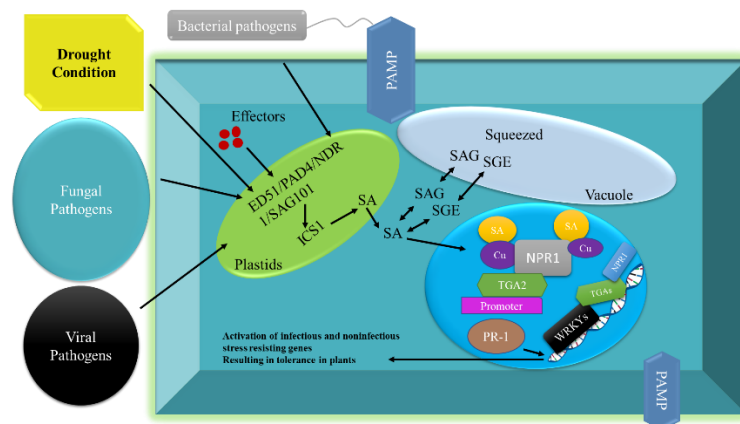 Drought
Condition
Bacterial pathogens
PAMP
Effectors
Squeezed
SAG
SGE
Vacuole
Fungal
Pathogens
ED51/PAD4/NDR
1/SAG101
ICS1
SA
Plastids
SAG
SGE
SA
SA
SA
Cu
Cu
NPR1
NPR1
TGA2
TGAs
Promoter
WRKYs
PR-1
Viral
Pathogens
Activation of infectious and noninfectious
stress resisting genes
Resulting in tolerance in plants
PAMP